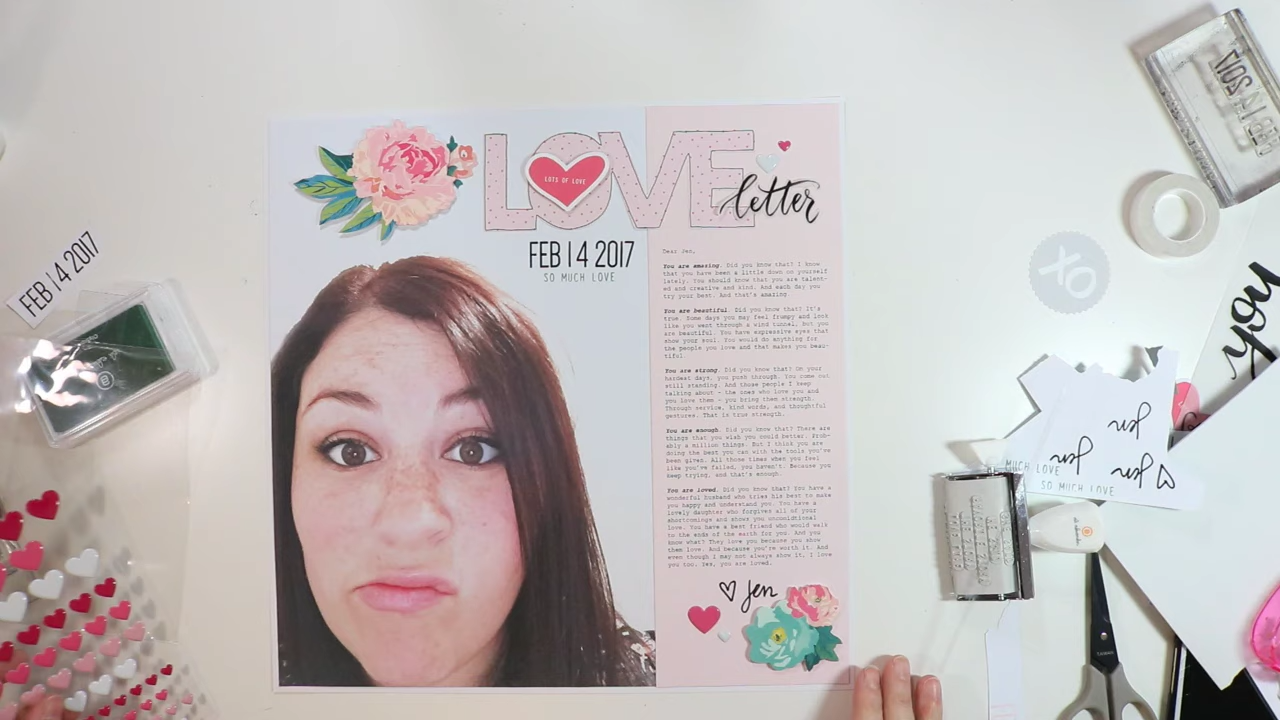 LOVE
LOTS OF LOVE
letter
FEB 14 2017
SO MUCH LOVE
Dear Jen,
You are amazing. Did you know that? I know
that you have been a little down on yourself
lately. You should know that you are talent-
ed and creative and kind. And each day you
try your best. And that's amazing.
You are beautiful. Did you know that? It's
true. Some days you may feel frumpy and look
like you went through a wind tunnel. But you
are beautiful. You have expressive eyes that
show your soul. You would do anything for
the people you love and that makes you beau-
tiful.
You are strong. Did you know that? On your
hardest days, you push through. You come out
still standing. And those people I keep
talking about - the ones who love you and
you love them - you bring them strength.
Through service, kind words, and thoughtful
gestures. That is true strength.
You are enough. Did you know that? There are
things that you wish you could better. Prob-
ably a million things. But I think you are
doing the best you can with the tools you've
been given. All those times when you feel
like you've failed, you haven't. Because you
keep trying, and that's enough.
You are loved. Did you know that? You have a
wonderful husband who tries his best to make
you happy and understand you. You have a
lovely daughter who forgives all of your
shortcomings and shows you unconditional
love. You have a best friend who would walk
to the ends of the earth for you. And you
know what? They love you because you show
them love. And because you're worth it. And
even though I may not always show it, I love
you too. Yes, you are loved.
Jen
FEB 14 2017
FEB 14 2017
XO
you
Jen
Jen
Jen
MUCH LOVE
SO MUCH LOVE